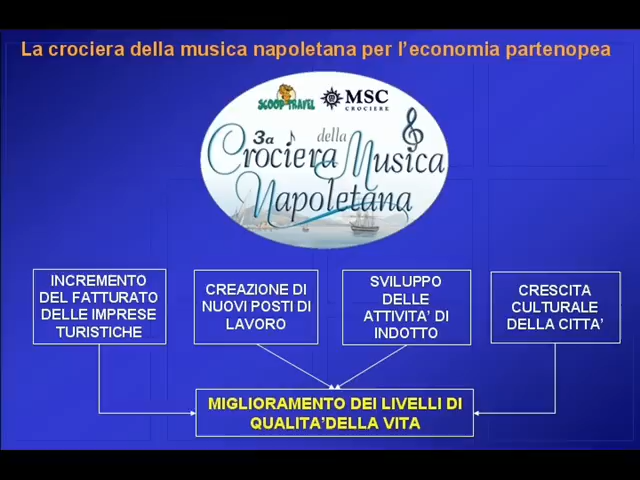 La crociera della musica napoletana per l'economia partenopea
SCOOP TRAVEL
MSC
CROCIERE
3a
della
Crociera Musica
Napoletana
INCREMENTO
DEL FATTURATO
DELLE IMPRESE
TURISTICHE
CREAZIONE DI
NUOVI POSTI DI
LAVORO
SVILUPPO
DELLE
ATTIVITA' DI
INDOTTO
CRESCITA
CULTURALE
DELLA CITTA'
MIGLIORAMENTO DEI LIVELLI DI
QUALITA'DELLA VITA